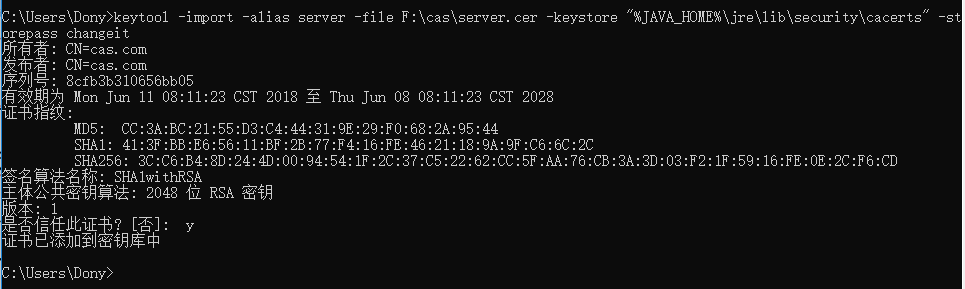 C:\Users\Dony>keytool -import -alias server -file F:\cas\server.cer -keystore "%JAVA_HOME%\jre\lib\security\cacerts" -st
orepass changeit
所有者: CN=cas.com
发布者: CN=cas.com
序列号: 8cfb3b310656bb05
有效期为 Mon Jun 11 08:11:23 CST 2018 至 Thu Jun 08 08:11:23 CST 2028
证书指纹:
MD5: CC:3A:BC:21:55:D3:C4:44:31:9E:29:F0:68:2A:95:44
SHA1: 41:3F:BB:E6:56:11:BF:2B:77:F4:16:FE:46:21:18:9A:9F:C6:6C:2C
SHA256: 3C:C6:B4:8D:24:4D:00:94:54:1F:2C:37:C5:22:62:CC:5F:AA:76:CB:3A:3D:03:F2:1F:59:16:FE:0E:2C:F6:CD
签名算法名称: SHA1withRSA
主体公共密钥算法: 2048 位 RSA 密钥
版本: 1
是否信任此证书? [否]: y
证书已添加到密钥库中
C:\Users\Dony>